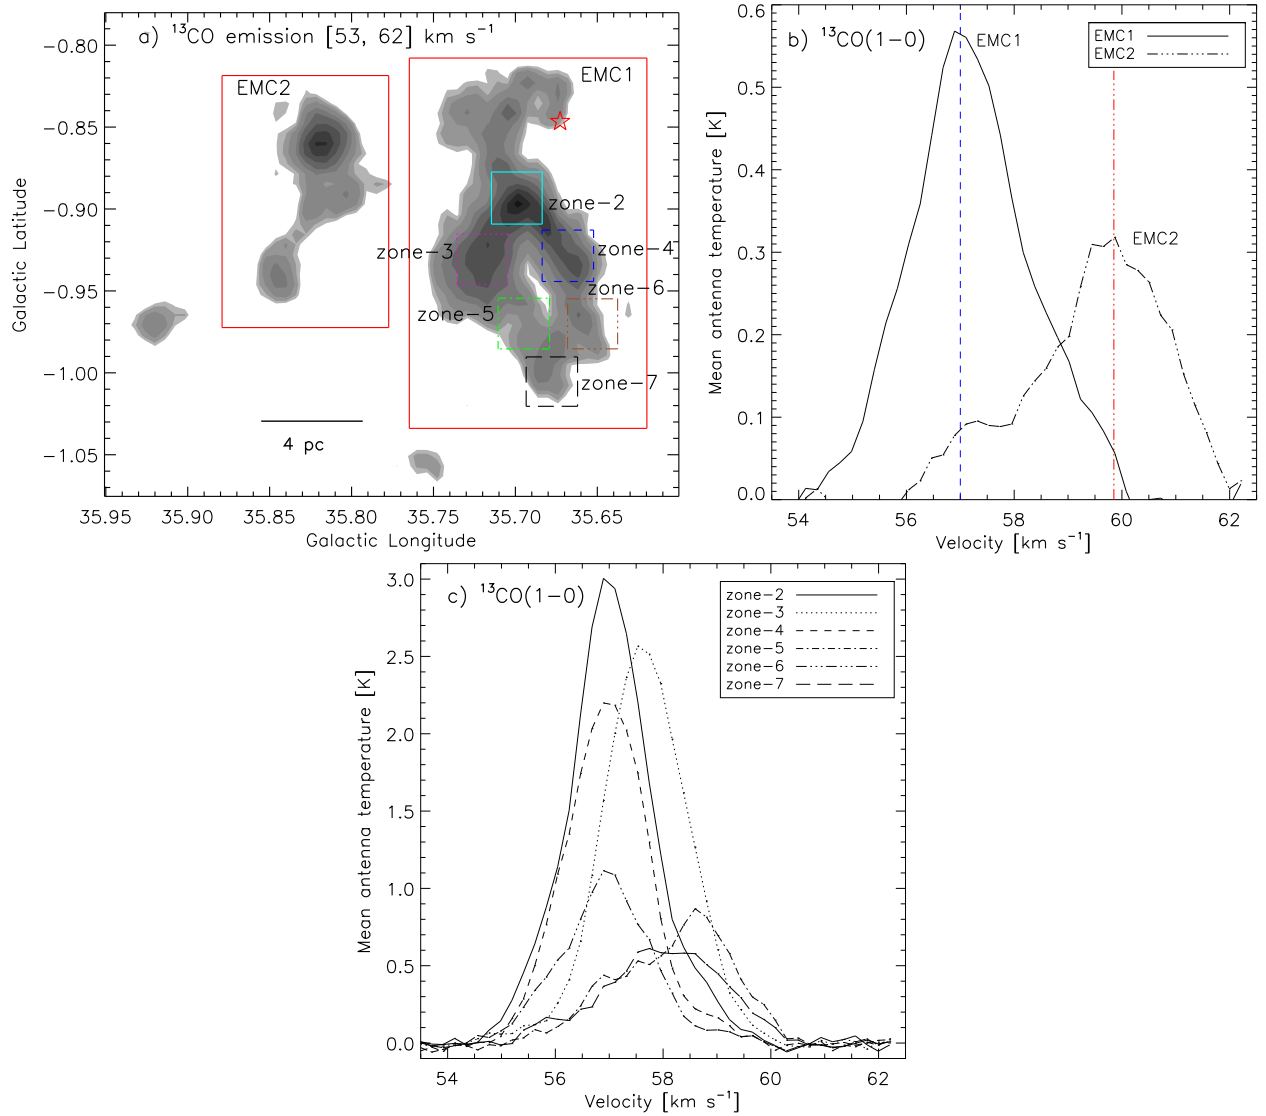 a) ¹³CO emission [53, 62] km s⁻¹
EMC2
EMC1
zone-2
zone-3
zone-4
zone-6
zone-5
zone-7
4 pc
-0.80
-0.85
-0.90
-0.95
-1.00
-1.05
Galactic Latitude
35.95 35.90 35.85 35.80 35.75 35.70 35.65
Galactic Longitude
b) ¹³CO(1-0)
EMC1
EMC2
EMC1
EMC2
0.6
0.5
0.4
0.3
0.2
0.1
0.0
Mean antenna temperature [K]
54 56 58 60 62
Velocity [km s⁻¹]
c) ¹³CO(1-0)
zone-2
zone-3
zone-4
zone-5
zone-6
zone-7
3.0
2.5
2.0
1.5
1.0
0.5
0.0
Mean antenna temperature [K]
54 56 58 60 62
Velocity [km s⁻¹]